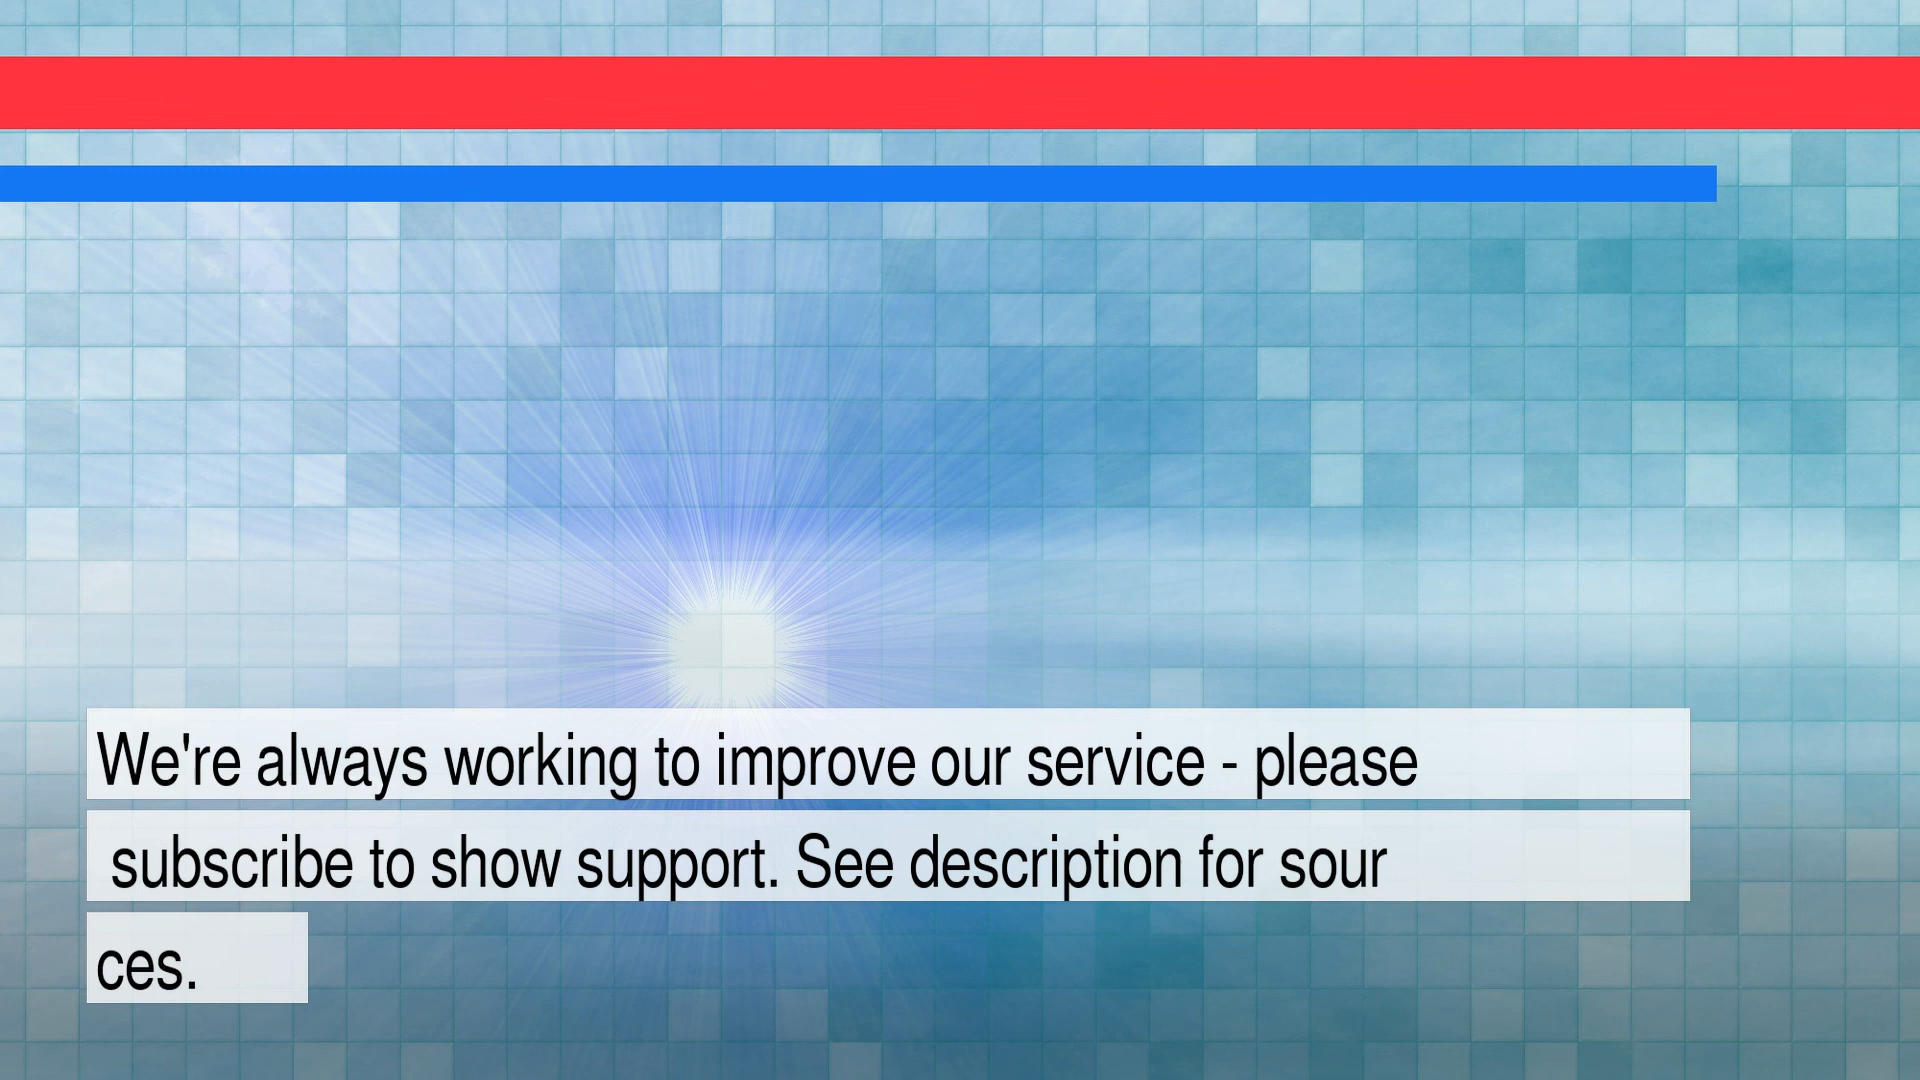 We're always working to improve our service - please
subscribe to show support. See description for sour
ces.